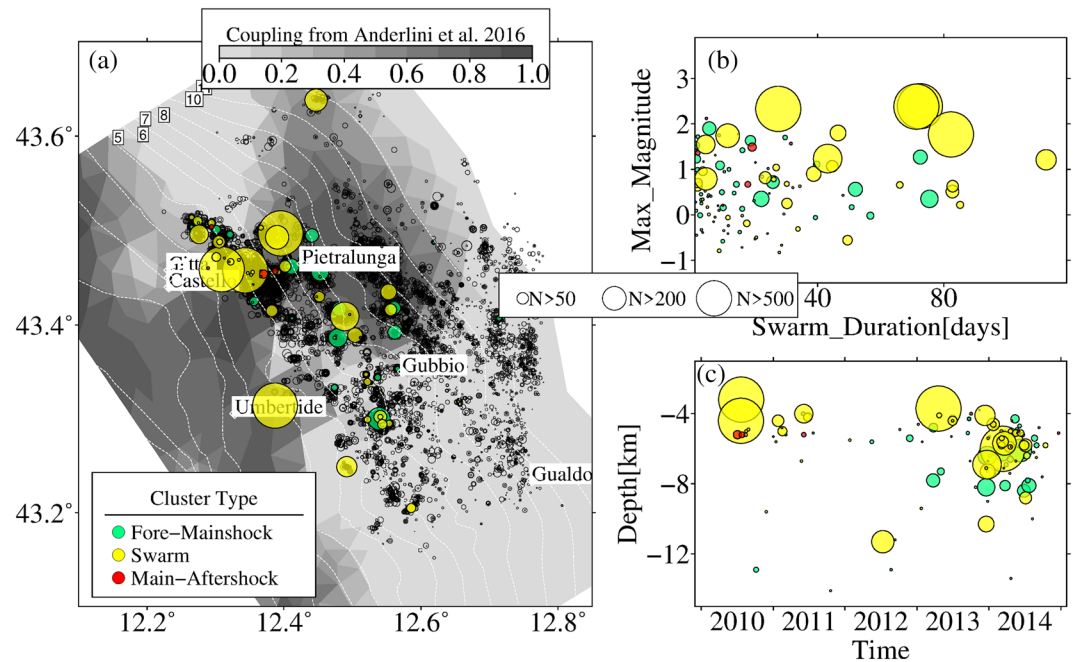 Coupling from Anderlini et al. 2016
0.0 0.2 0.4 0.6 0.8 1.0
(a)
10
8
7
6
5
43.6°
43.4°
43.2°
Pietralunga
Castello
Gubbio
Umbertide
Gualdo
Cluster Type
Fore-Mainshock
Swarm
Main-Aftershock
12.2° 12.4° 12.6° 12.8°
(b)
Max_Magnitude
3
2
1
0
-1
N>50 N>200 N>500
40 80
Swarm_Duration[days]
(c)
Depth[km]
-4
-8
-12
2010 2011 2012 2013 2014
Time